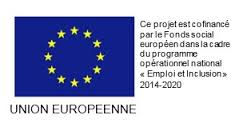 Ce projet est cofinancé
par le Fonds social
européen dans la cadre
du programme
opérationnel national
« Emploi et Inclusion»
2014-2020
UNION EUROPEENNE